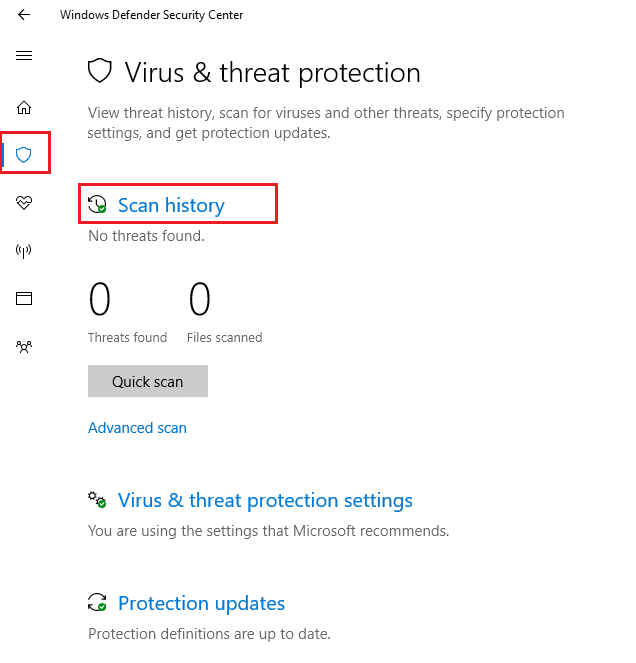 Windows Defender Security Center
Virus & threat protection
View threat history, scan for viruses and other threats, specify protection
settings, and get protection updates.
Scan history
No threats found.
0 0
Threats found Files scanned
Quick scan
Advanced scan
Virus & threat protection settings
You are using the settings that Microsoft recommends.
Protection updates
Protection definitions are up to date.